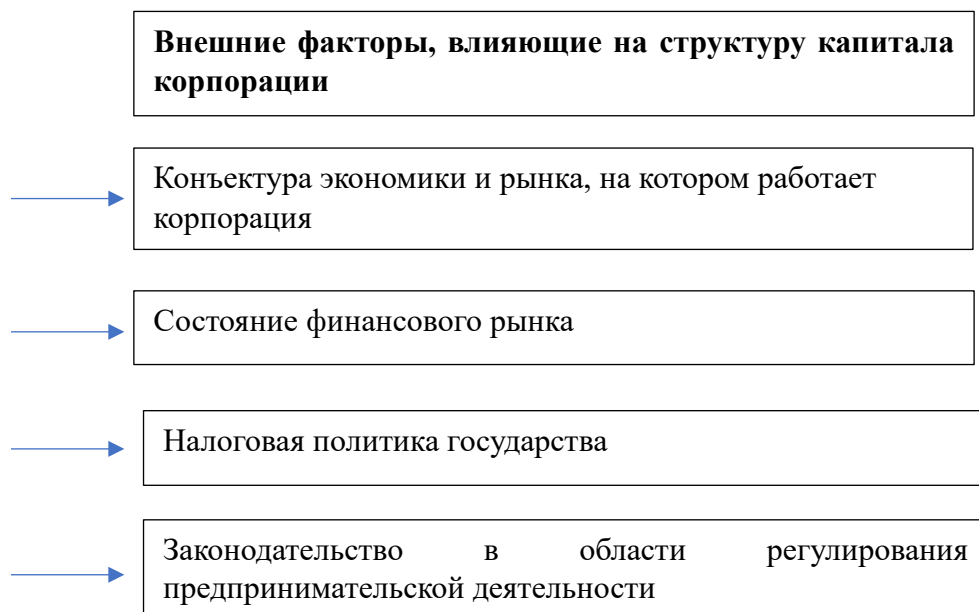 Внешние факторы, влияющие на структуру капитала
корпорации
Конъектура экономики и рынка, на котором работает
корпорация
Состояние финансового рынка
Налоговая политика государства
Законодательство в области регулирования
предпринимательской деятельности